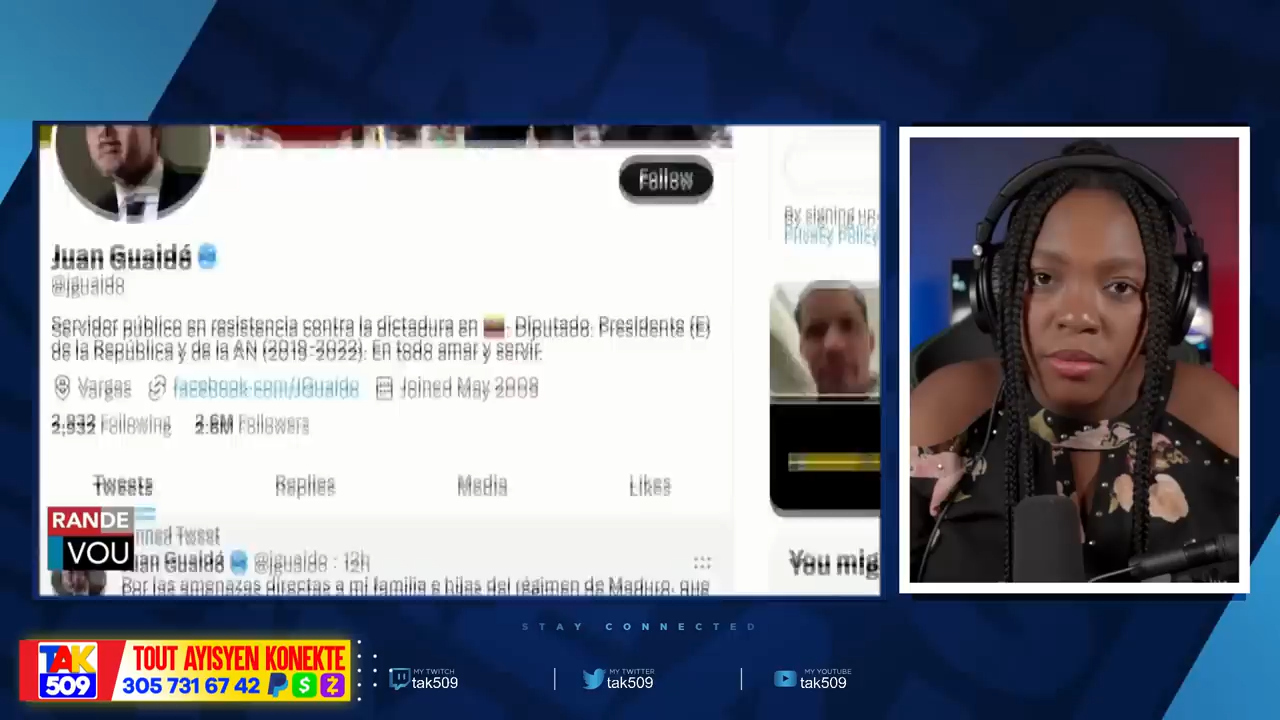 Follow
Juan Guaidó
@jguaido
Servidor público en resistencia contra la dictadura en · Diputado. Presidente (E)
de la República y de la AN (2019-2022). En todo amar y servir.
Vargas facebook.com/JGuaido Joined May 2009
2,932 Following 2.6M Followers
Tweets Replies Media Likes
nned Tweet
uan Guaidó @jguaido · 12h
Por las amenazas directas a mi familia e hijas del régimen de Maduro, que
By signing up
Privacy Policy
You mig
RANDE
VOU
STAY CONNECTED
TAK
509
TOUT AYISYEN KONEKTE
305 731 67 42
MY TWITCH
tak509
MY TWITTER
tak509
MY YOUTUBE
tak509